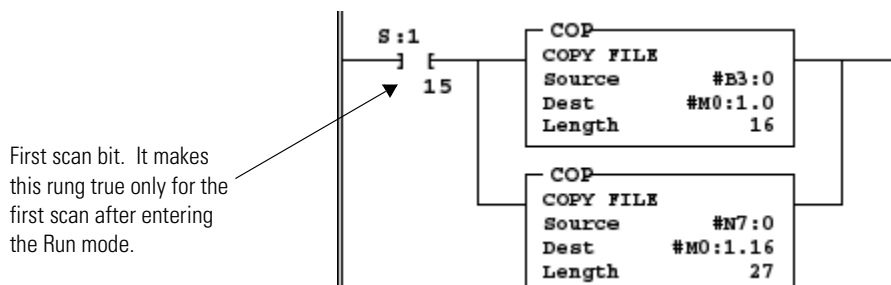 S:1
] [
15
First scan bit. It makes
this rung true only for the
first scan after entering
the Run mode.
COP
COPY FILE
Source #B3:0
Dest #M0:1.0
Length 16
COP
COPY FILE
Source #N7:0
Dest #M0:1.16
Length 27